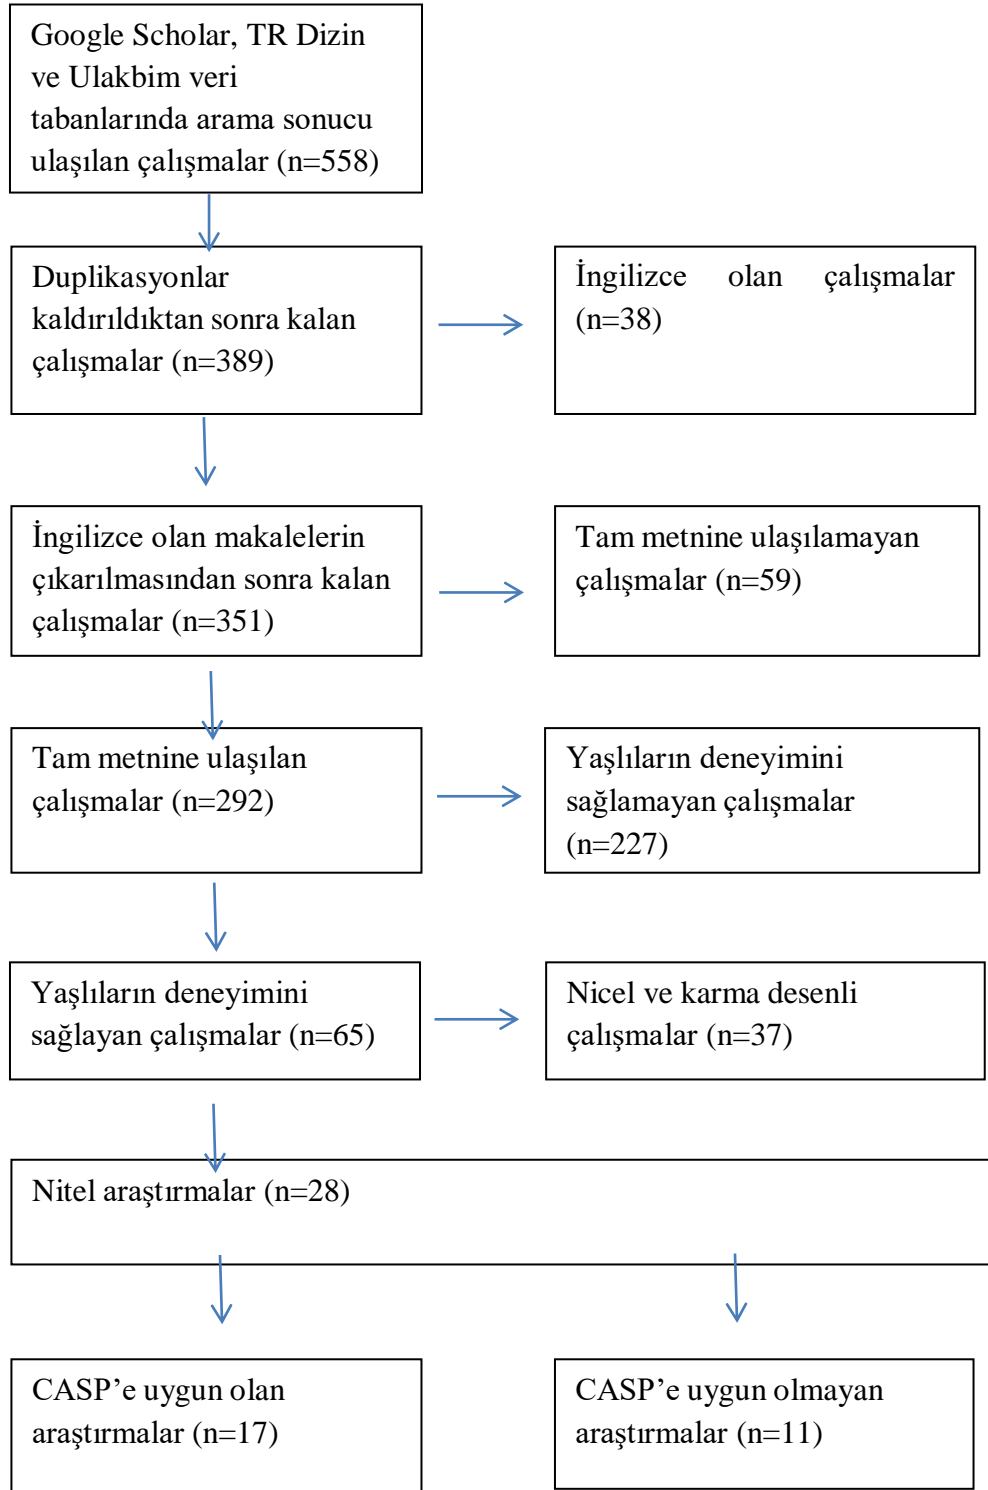 Google Scholar, TR Dizin
ve Ulakbim veri
tabanlarında arama sonucu
ulaşılan çalışmalar (n=558)
Duplikasyonlar
kaldırıldıktan sonra kalan
çalışmalar (n=389)
İngilizce olan çalışmalar
(n=38)
İngilizce olan makalelerin
çıkarılmasından sonra kalan
çalışmalar (n=351)
Tam metnine ulaşılamayan
çalışmalar (n=59)
Tam metnine ulaşılan
çalışmalar (n=292)
Yaşlıların deneyimini
sağlamayan çalışmalar
(n=227)
Yaşlıların deneyimini
sağlayan çalışmalar (n=65)
Nicel ve karma desenli
çalışmalar (n=37)
Nitel araştırmalar (n=28)
CASP’e uygun olan
araştırmalar (n=17)
CASP’e uygun olmayan
araştırmalar (n=11)